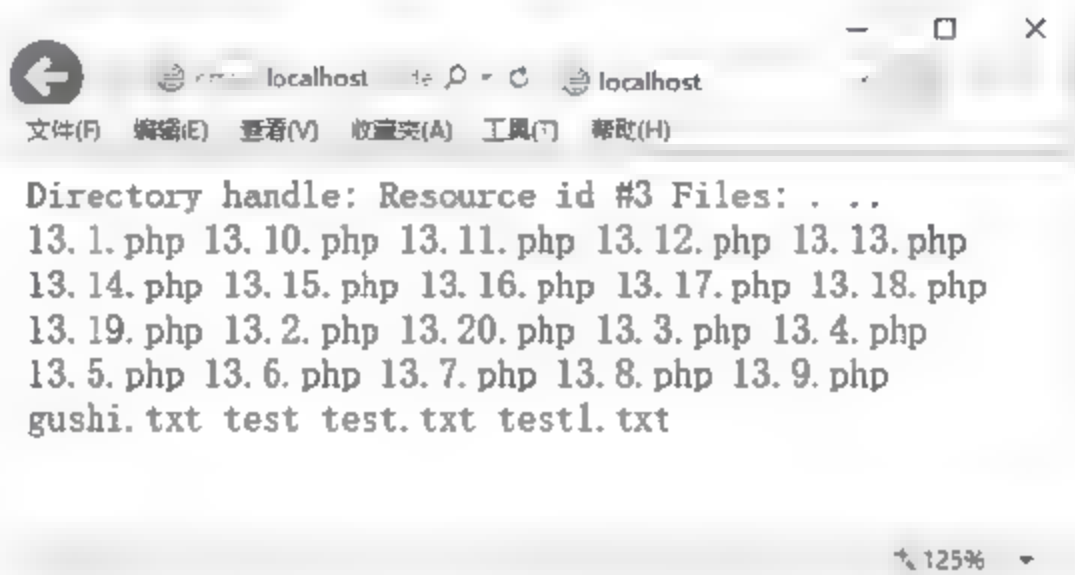 localhost
localhost
文件(F) 编辑(E) 查看(V) 收藏夹(A) 工具(T) 帮助(H)
Directory handle: Resource id #3 Files: . ..
13.1.php 13.10.php 13.11.php 13.12.php 13.13.php
13.14.php 13.15.php 13.16.php 13.17.php 13.18.php
13.19.php 13.2.php 13.20.php 13.3.php 13.4.php
13.5.php 13.6.php 13.7.php 13.8.php 13.9.php
gushi.txt test test.txt test1.txt
125%